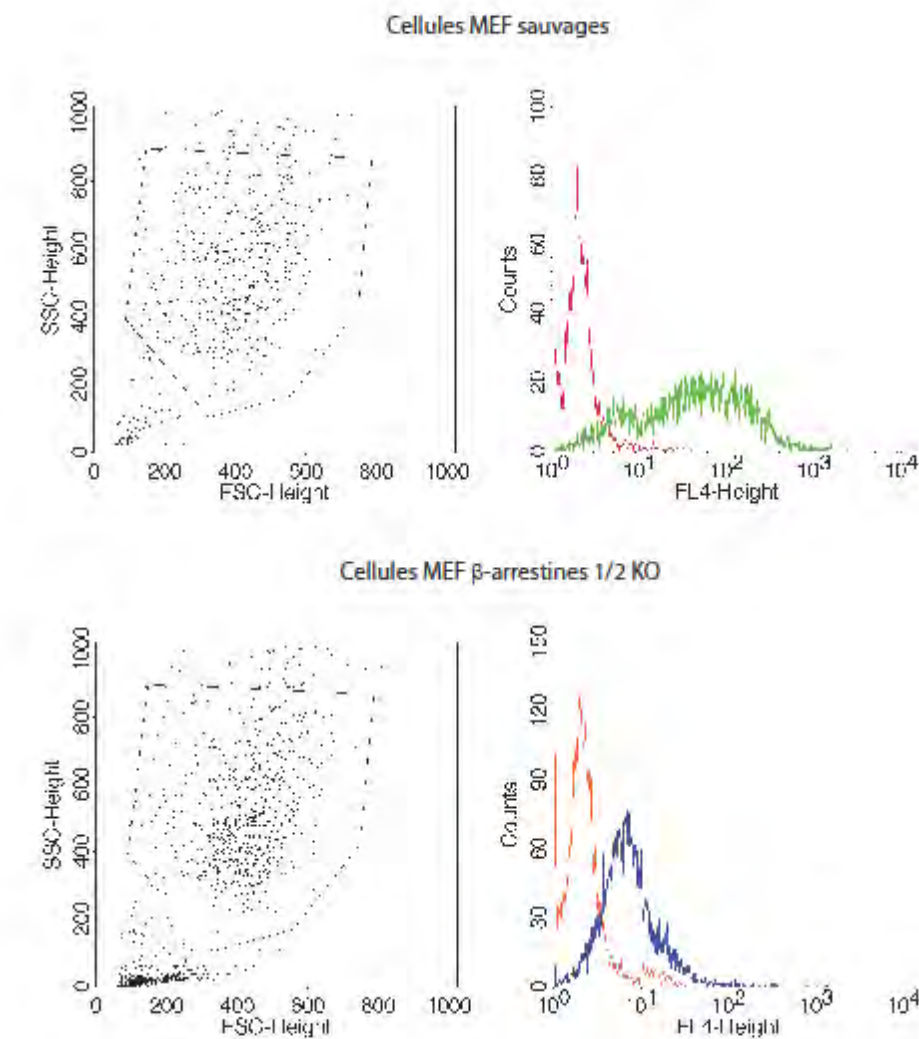 Cellules MEF sauvages
SSC-Height
1000
800
600
400
200
0
0 200 400 600 800 1000
FSC-Height
Counts
100
80
60
40
20
0
10⁰ 10¹ 10² 10³ 10⁴
FL4-Height
Cellules MEF β-arrestines 1/2 KO
SSC-Height
1000
800
600
400
200
0
0 200 400 600 800 1000
FSC-Height
Counts
150
120
90
60
30
0
10⁰ 10¹ 10² 10³ 10⁴
FL4-Height